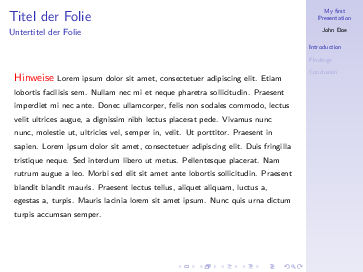 Titel der Folie
Untertitel der Folie
Hinweise Lorem ipsum dolor sit amet, consectetuer adipiscing elit. Etiam
lobortis facilisis sem. Nullam nec mi et neque pharetra sollicitudin. Praesent
imperdiet mi nec ante. Donec ullamcorper, felis non sodales commodo, lectus
velit ultrices augue, a dignissim nibh lectus placerat pede. Vivamus nunc
nunc, molestie ut, ultricies vel, semper in, velit. Ut porttitor. Praesent in
sapien. Lorem ipsum dolor sit amet, consectetuer adipiscing elit. Duis fringilla
tristique neque. Sed interdum libero ut metus. Pellentesque placerat. Nam
rutrum augue a leo. Morbi sed elit sit amet ante lobortis sollicitudin. Praesent
blandit blandit mauris. Praesent lectus tellus, aliquet aliquam, luctus a,
egestas a, turpis. Mauris lacinia lorem sit amet ipsum. Nunc quis urna dictum
turpis accumsan semper.
My first
Presentation
John Doe
Introduction
Findings
Conclusion